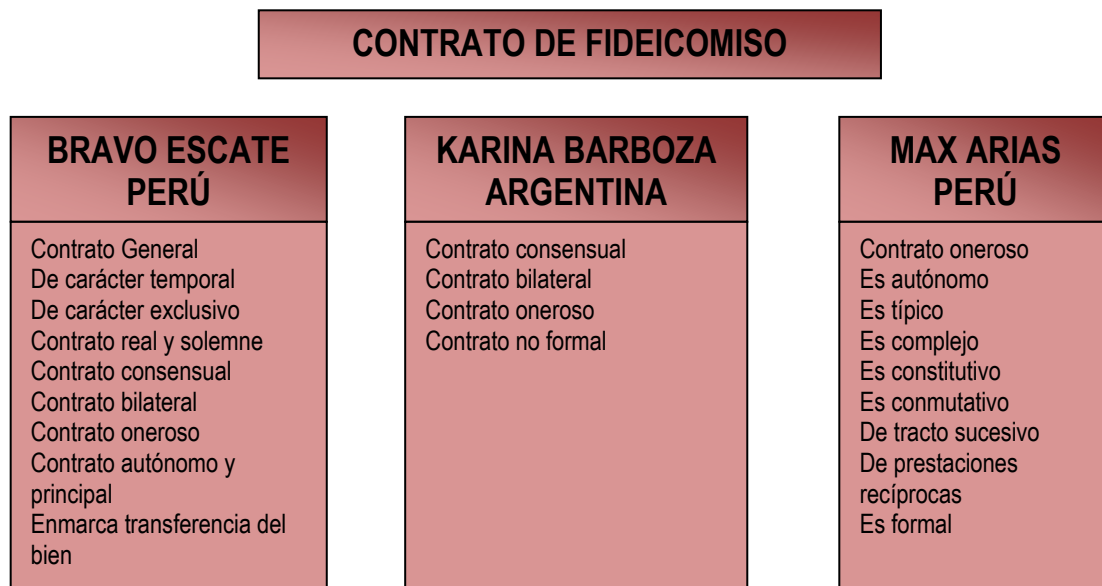 CONTRATO DE FIDEICOMISO
BRAVO ESCATE
PERÚ
Contrato General
De carácter temporal
De carácter exclusivo
Contrato real y solemne
Contrato consensual
Contrato bilateral
Contrato oneroso
Contrato autónomo y
principal
Enmarca transferencia del
bien
KARINA BARBOZA
ARGENTINA
Contrato consensual
Contrato bilateral
Contrato oneroso
Contrato no formal
MAX ARIAS
PERÚ
Contrato oneroso
Es autónomo
Es típico
Es complejo
Es constitutivo
Es conmutativo
De tracto sucesivo
De prestaciones
recíprocas
Es formal